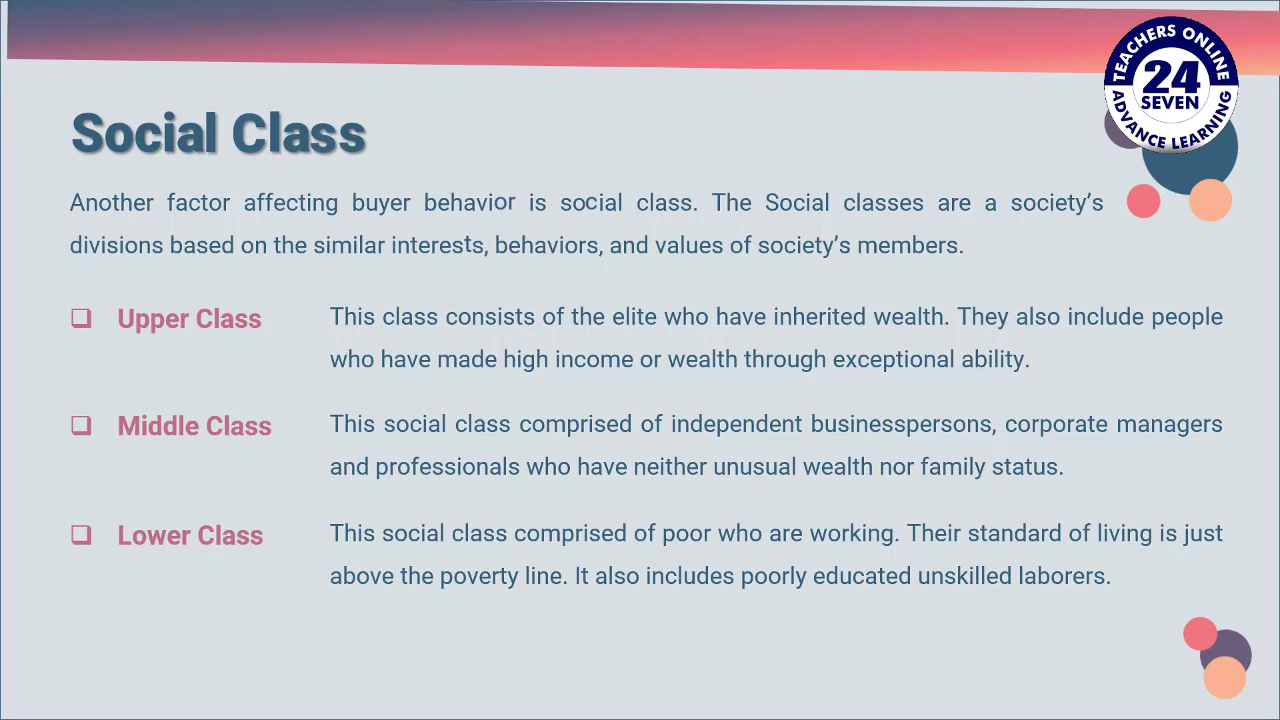 TEACHERS ONLINE
24
SEVEN
ADVANCE LEARNING
Social Class
Another factor affecting buyer behavior is social class. The Social classes are a society’s
divisions based on the similar interests, behaviors, and values of society’s members.
❑ Upper Class
This class consists of the elite who have inherited wealth. They also include people
who have made high income or wealth through exceptional ability.
❑ Middle Class
This social class comprised of independent businesspersons, corporate managers
and professionals who have neither unusual wealth nor family status.
❑ Lower Class
This social class comprised of poor who are working. Their standard of living is just
above the poverty line. It also includes poorly educated unskilled laborers.